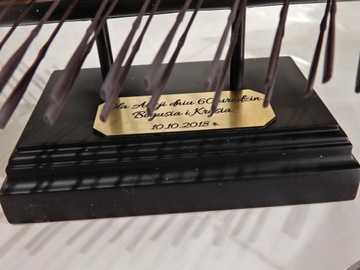 dniu 60 urodzin
Bogusia i Krysia
10.10.2018 r.